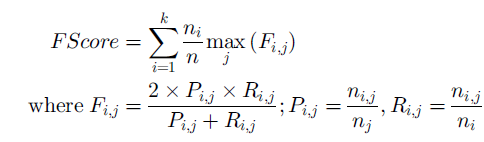 $FScore = \sum_{i=1}^{k} \frac{n_i}{n} \max_{j} (F_{i,j})$
where $F_{i,j} = \frac{2 \times P_{i,j} \times R_{i,j}}{P_{i,j} + R_{i,j}}; P_{i,j} = \frac{n_{i,j}}{n_j}, R_{i,j} = \frac{n_{i,j}}{n_i}$